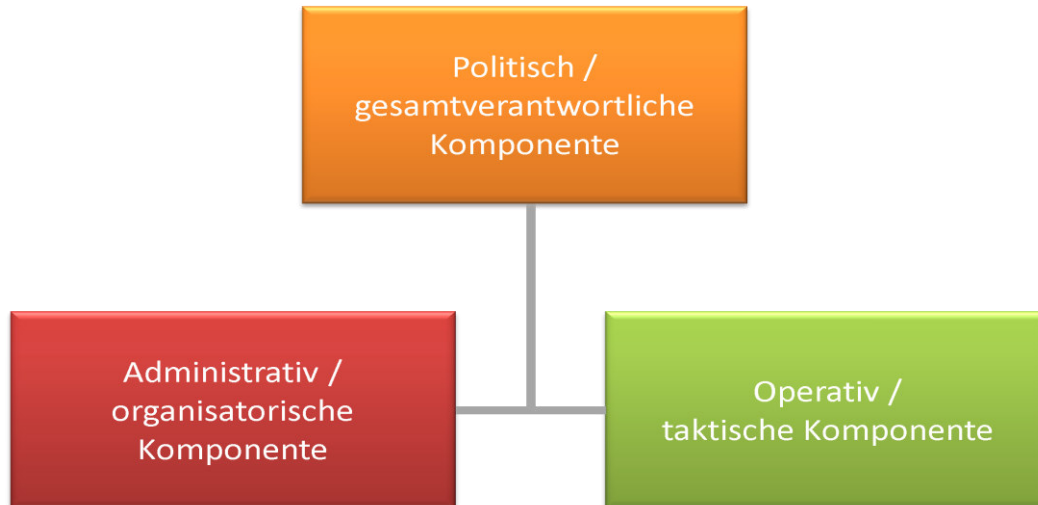 Politisch /
gesamtverantwortliche
Komponente
Administrativ /
organisatorische
Komponente
Operativ /
taktische Komponente